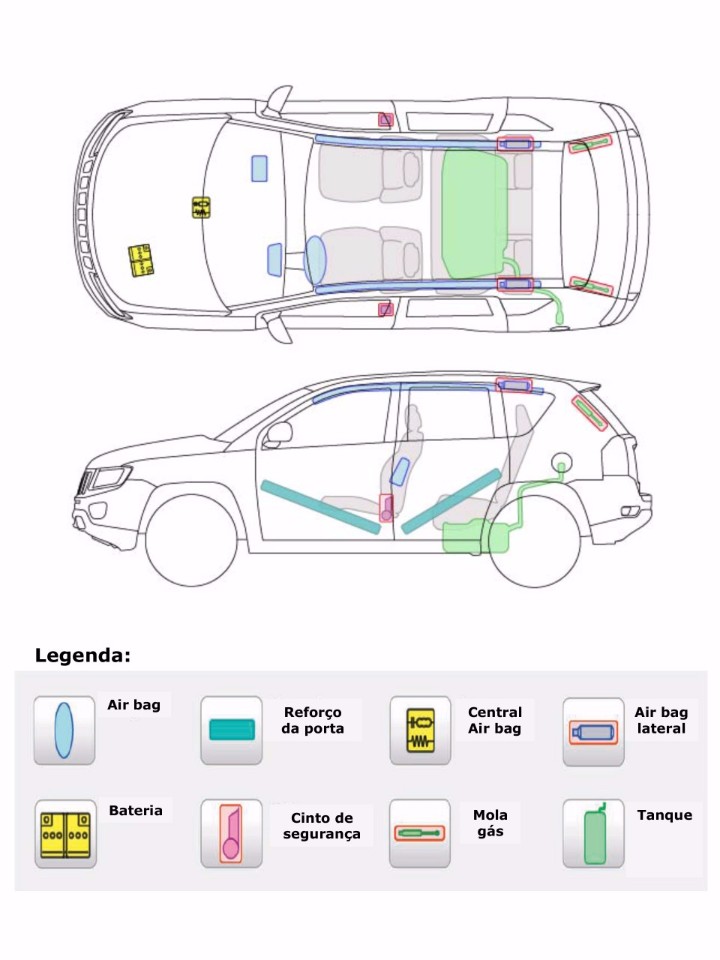 Legenda:
Air bag
Reforço
da porta
Central
Air bag
Air bag
lateral
Bateria
Cinto de
segurança
Mola
gás
Tanque